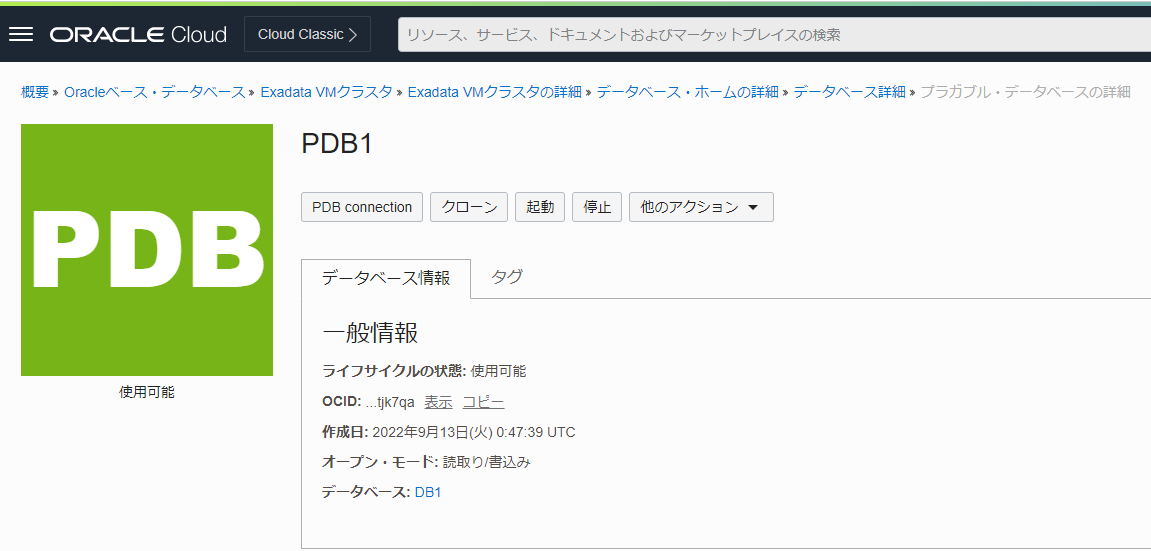 ORACLE Cloud Cloud Classic リソース、サービス、ドキュメントおよびマーケットプレイスの検索
概要 » Oracleベース・データベース » Exadata VMクラスタ » Exadata VMクラスタの詳細 » データベース・ホームの詳細 » データベース詳細 » プラガブル・データベースの詳細
PDB
使用可能
PDB1
PDB connection クローン 起動 停止 他のアクション
データベース情報 タグ
一般情報
ライフサイクルの状態: 使用可能
OCID: ...tjk7qa 表示 コピー
作成日: 2022年9月13日(火) 0:47:39 UTC
オープン・モード: 読取り/書込み
データベース: DB1